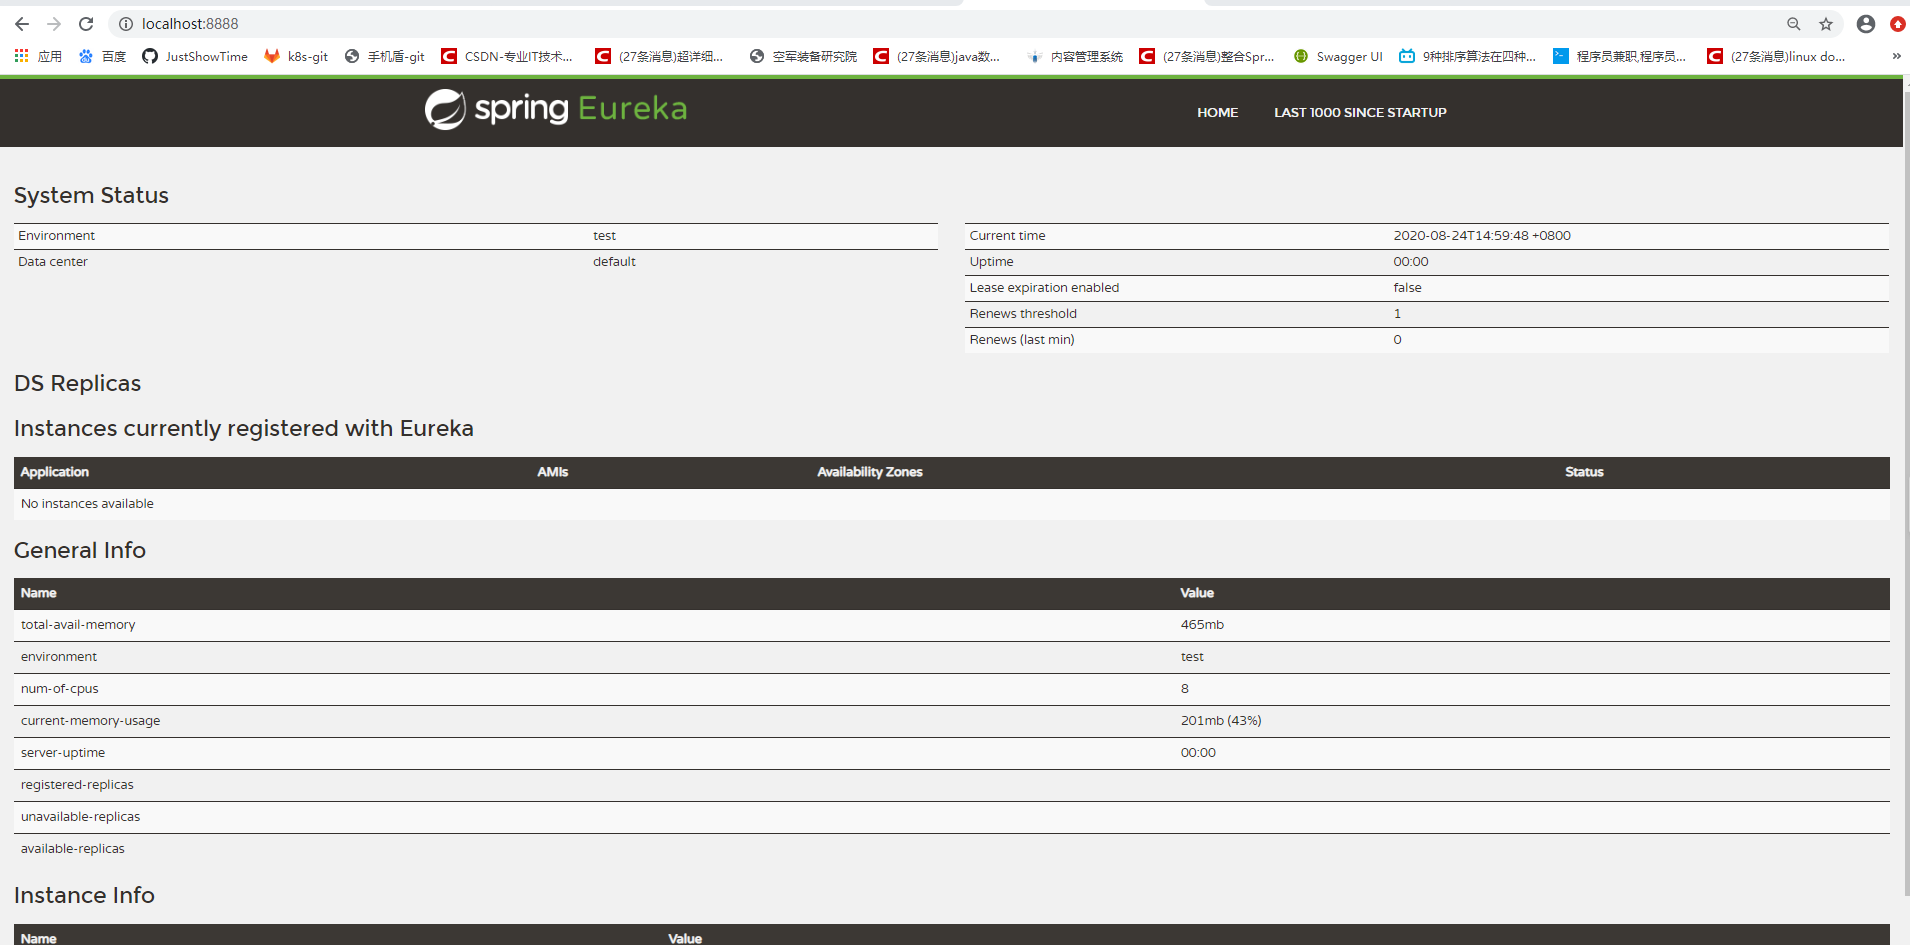 localhost:8888
应用 百度 JustShowTime k8s-git 手机盾-git CSDN-专业IT技术... (27条消息)超详细... 空军装备研究院 (27条消息)java数... 内容管理系统 (27条消息)整合Spr... Swagger UI 9种排序算法在四种... 程序员兼职,程序员... (27条消息)linux do... »
spring Eureka HOME LAST 1000 SINCE STARTUP
System Status
Environment test
Data center default
Current time 2020-08-24T14:59:48 +0800
Uptime 00:00
Lease expiration enabled false
Renews threshold 1
Renews (last min) 0
DS Replicas
Instances currently registered with Eureka
Application AMIs Availability Zones Status
No instances available
General Info
Name Value
total-avail-memory 465mb
environment test
num-of-cpus 8
current-memory-usage 201mb (43%)
server-uptime 00:00
registered-replicas
unavailable-replicas
available-replicas
Instance Info
Name Value